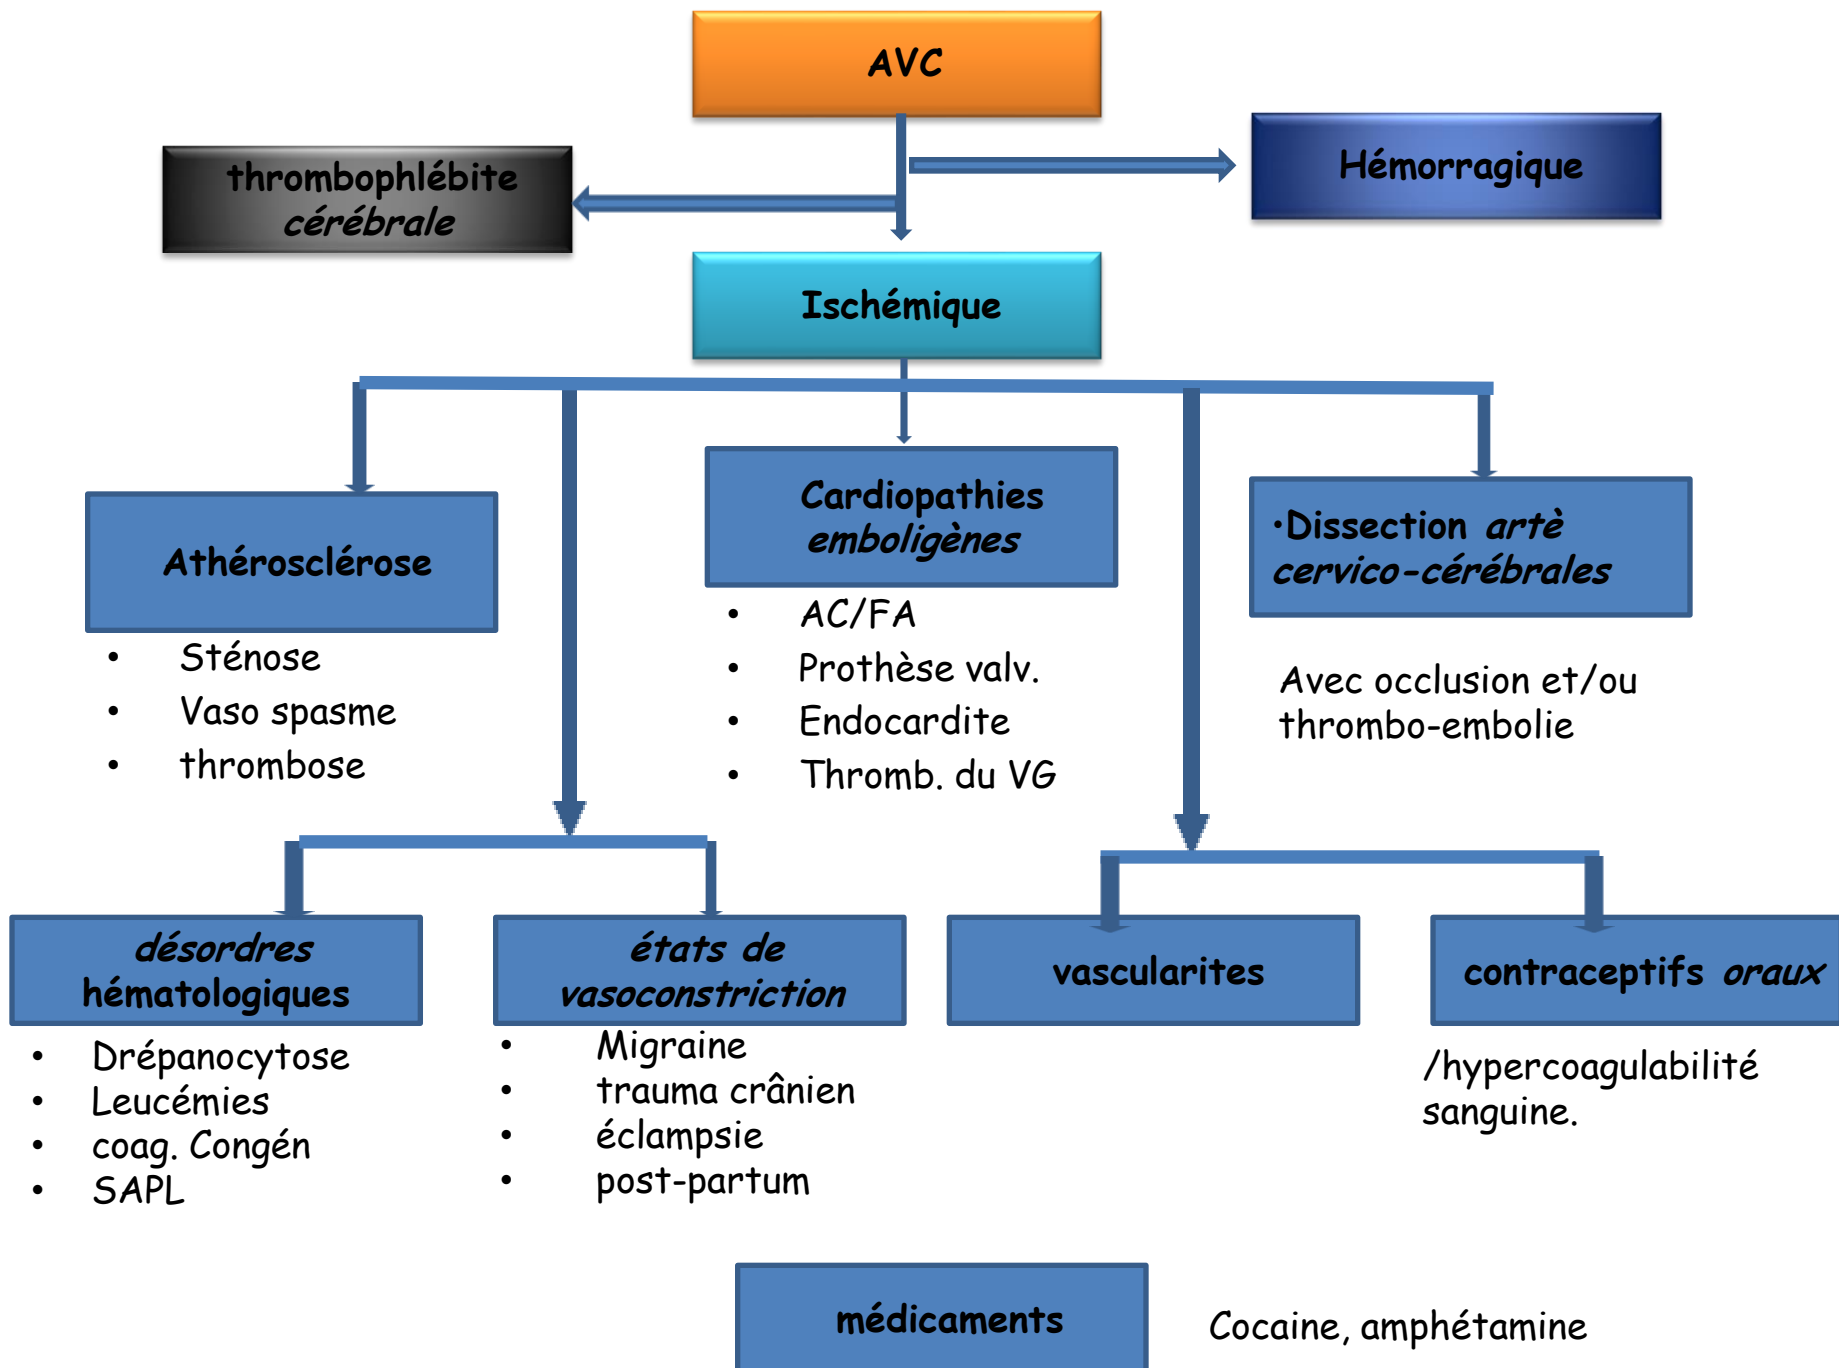 AVC
Hémorragique
thrombophlébite
cérébrale
Ischémique
Athérosclérose
• Sténose
• Vaso spasme
• thrombose
Cardiopathies
emboligènes
• AC/FA
• Prothèse valv.
• Endocardite
• Thromb. du VG
•Dissection artè
cervico-cérébrales
Avec occlusion et/ou
thrombo-embolie
désordres
hématologiques
• Drépanocytose
• Leucémies
• coag. Congén
• SAPL
états de
vasoconstriction
• Migraine
• trauma crânien
• éclampsie
• post-partum
vascularites
contraceptifs oraux
/hypercoagulabilité
sanguine.
médicaments
Cocaine, amphétamine